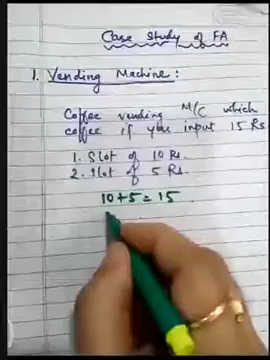 Case Study of FA
1. Vending Machine :
Coffee vending M/C which
coffee if you input 15 Rs
1. Slot of 10 Rs.
2. Slot of 5 Rs.
10+5=15